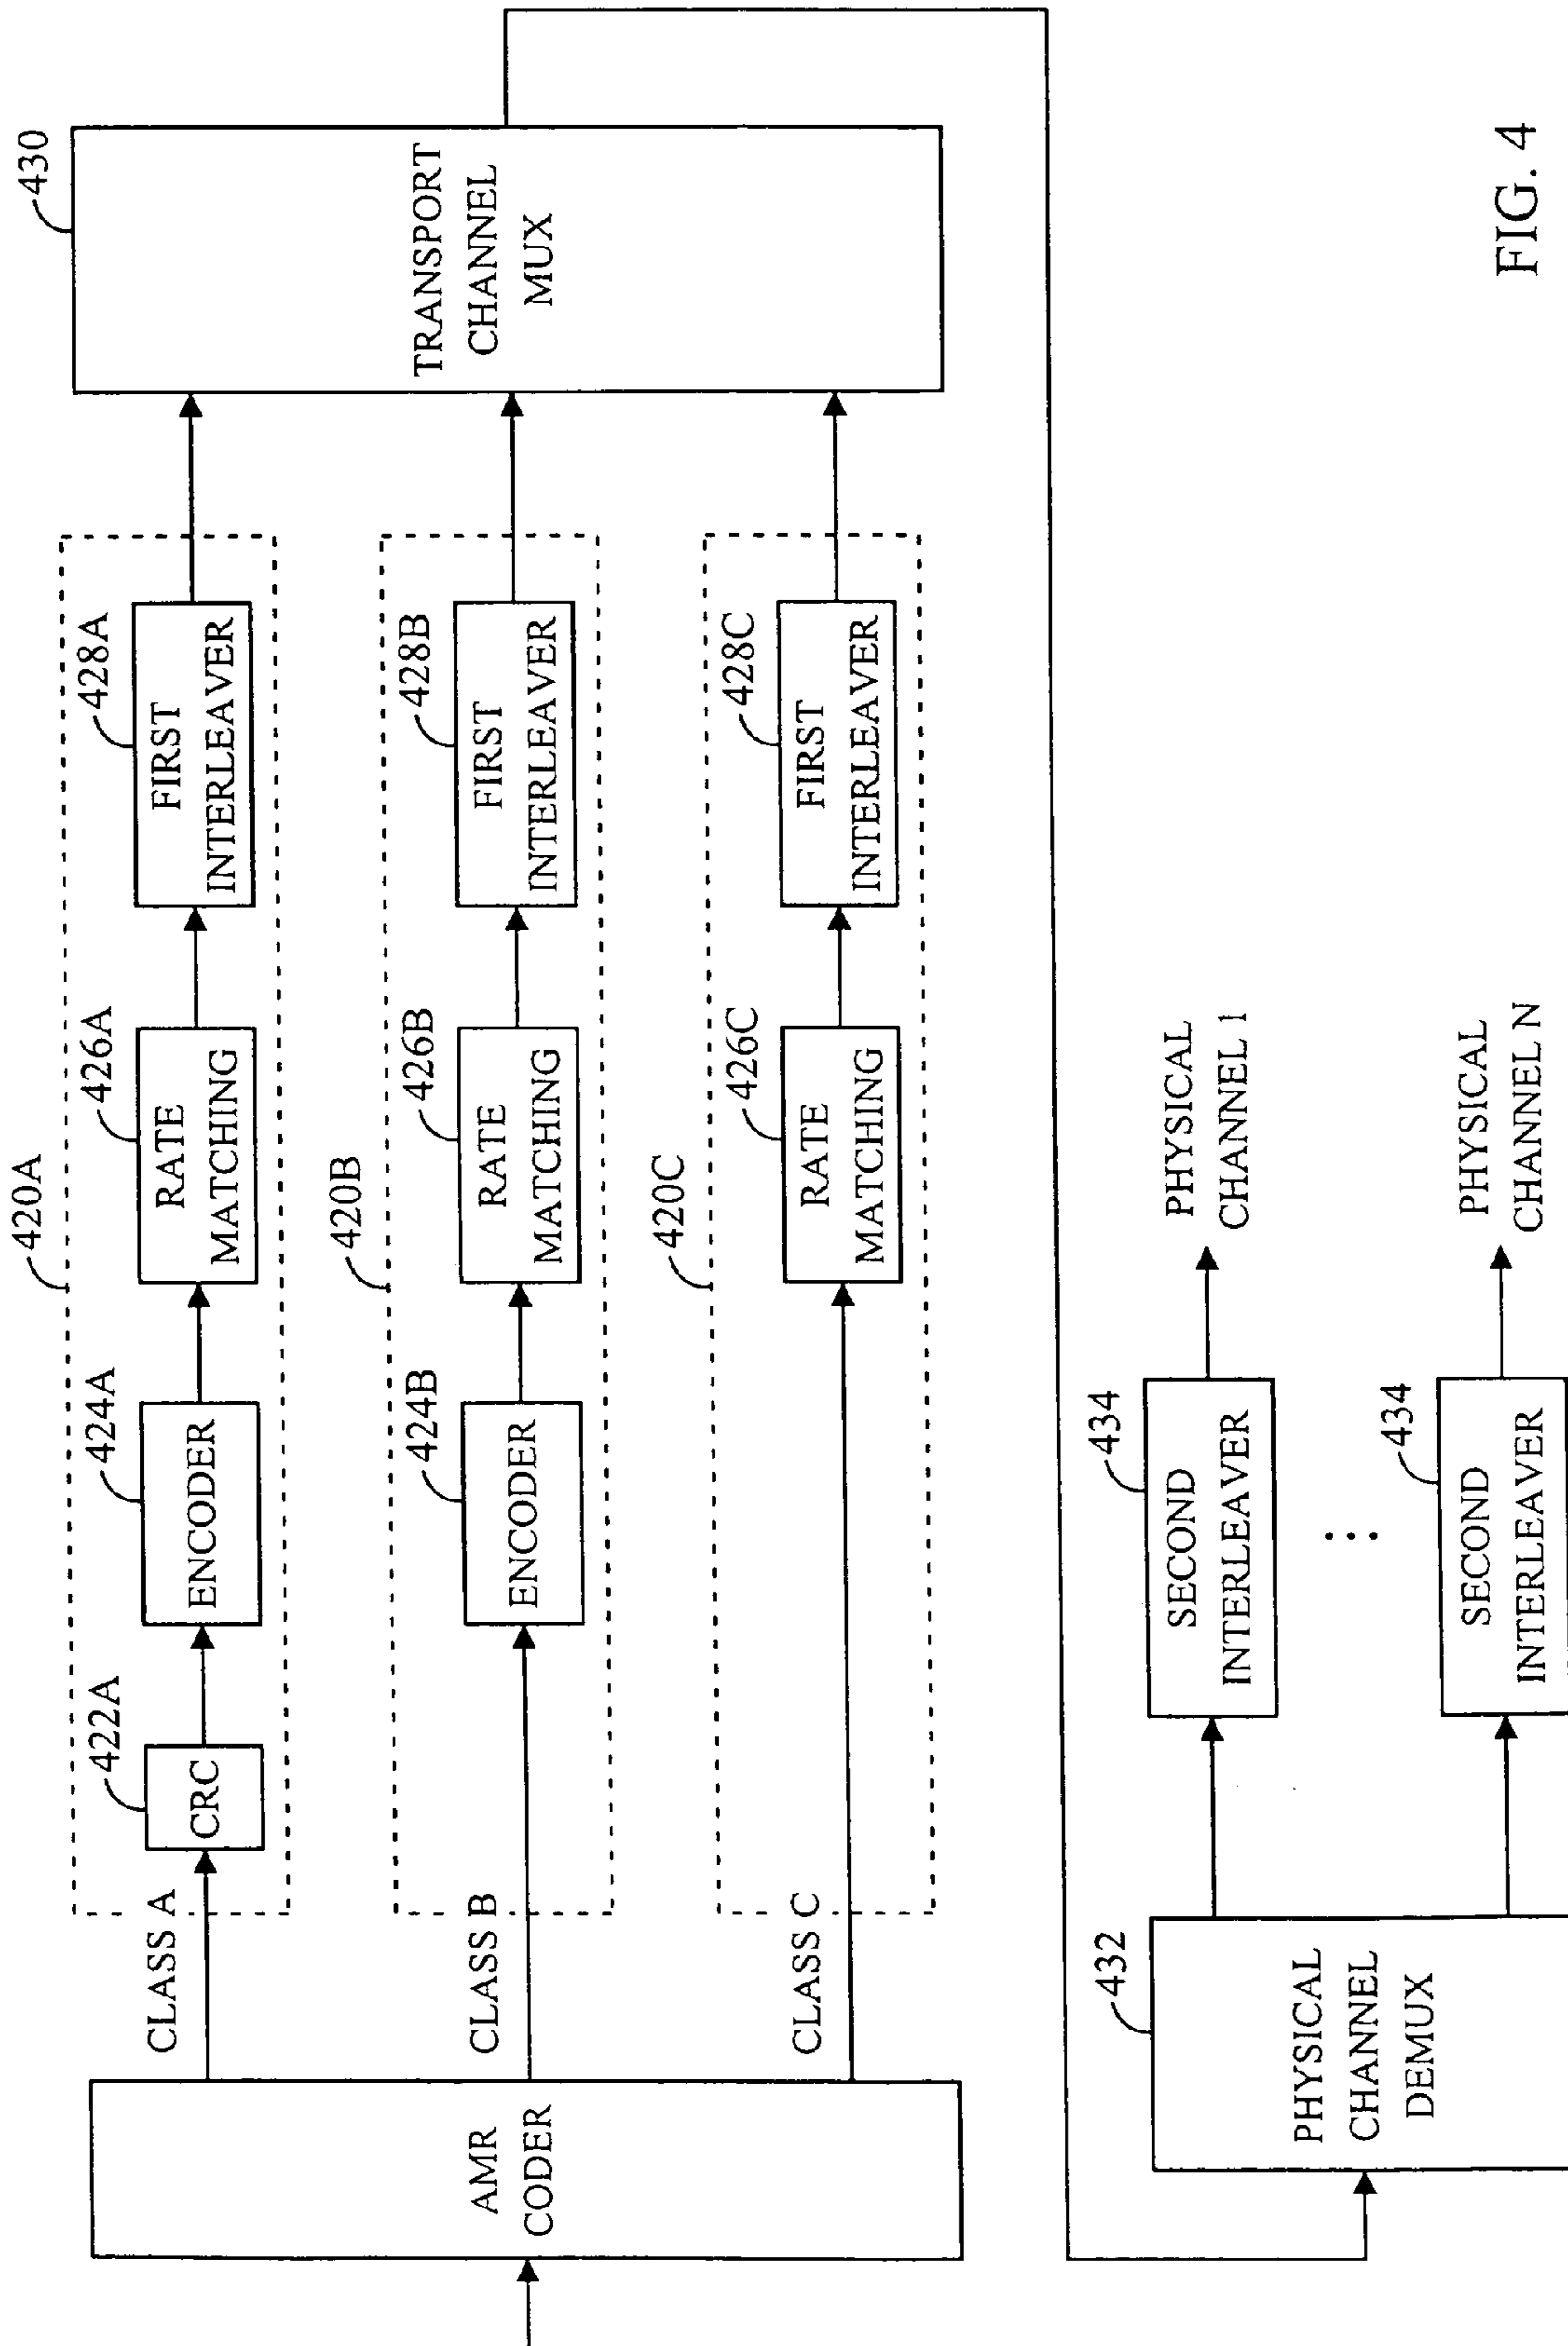 AMR
CODER
CLASS A
422A
CRC
424A
ENCODER
420A
426A
RATE
MATCHING
428A
FIRST
INTERLEAVER
CLASS B
424B
ENCODER
420B
426B
RATE
MATCHING
428B
FIRST
INTERLEAVER
CLASS C
420C
426C
RATE
MATCHING
428C
FIRST
INTERLEAVER
430
TRANSPORT
CHANNEL
MUX
432
PHYSICAL
CHANNEL
DEMUX
434
SECOND
INTERLEAVER
PHYSICAL
CHANNEL 1
434
SECOND
INTERLEAVER
PHYSICAL
CHANNEL N
FIG. 4